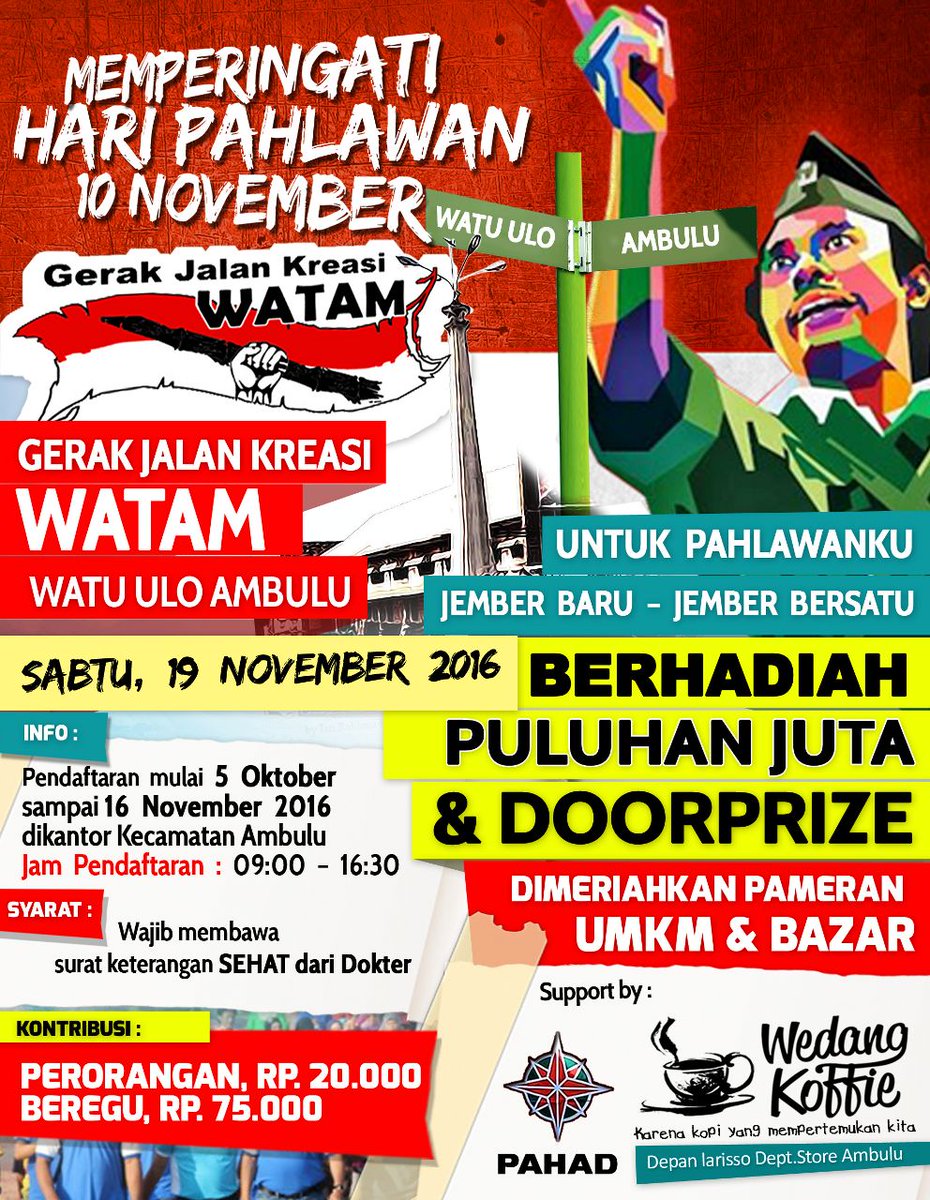 MEMPERINGATI
HARI PAHLAWAN
10 NOVEMBER
WATU ULO
AMBULU
Gerak Jalan Kreasi
WATAM
GERAK JALAN KREASI
WATAM
WATU ULO AMBULU
UNTUK PAHLAWANKU
JEMBER BARU - JEMBER BERSATU
SABTU, 19 NOVEMBER 2016
BERHADIAH
PULUHAN JUTA
& DOORPRIZE
INFO :
Pendaftaran mulai 5 Oktober
sampai 16 November 2016
dikantor Kecamatan Ambulu
Jam Pendaftaran : 09:00 - 16:30
SYARAT :
Wajib membawa
surat keterangan SEHAT dari Dokter
KONTRIBUSI :
PERORANGAN, RP. 20.000
BEREGU, RP. 75.000
DIMERIAHKAN PAMERAN
UMKM & BAZAR
Support by :
PAHAD
Wedang
Koffie
Karena kopi yang mempertemukan kita
Depan larisso Dept.Store Ambulu